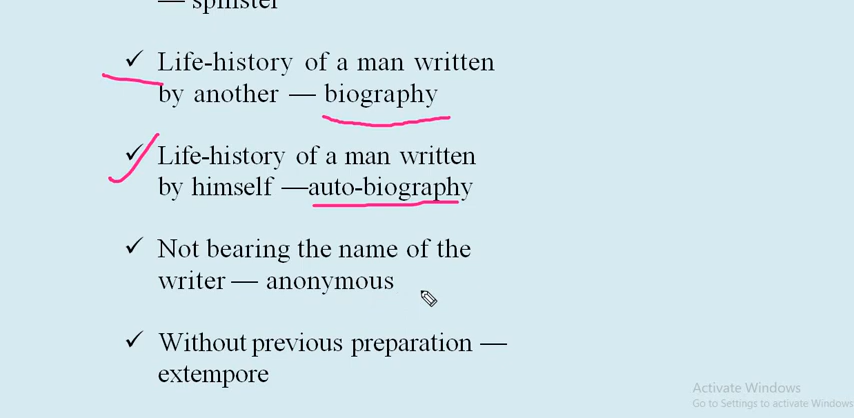 — spinster
✓ Life-history of a man written
by another — biography
✓ Life-history of a man written
by himself —auto-biography
✓ Not bearing the name of the
writer — anonymous
✓ Without previous preparation —
extempore
Activate Windows
Go to Settings to activate Windows